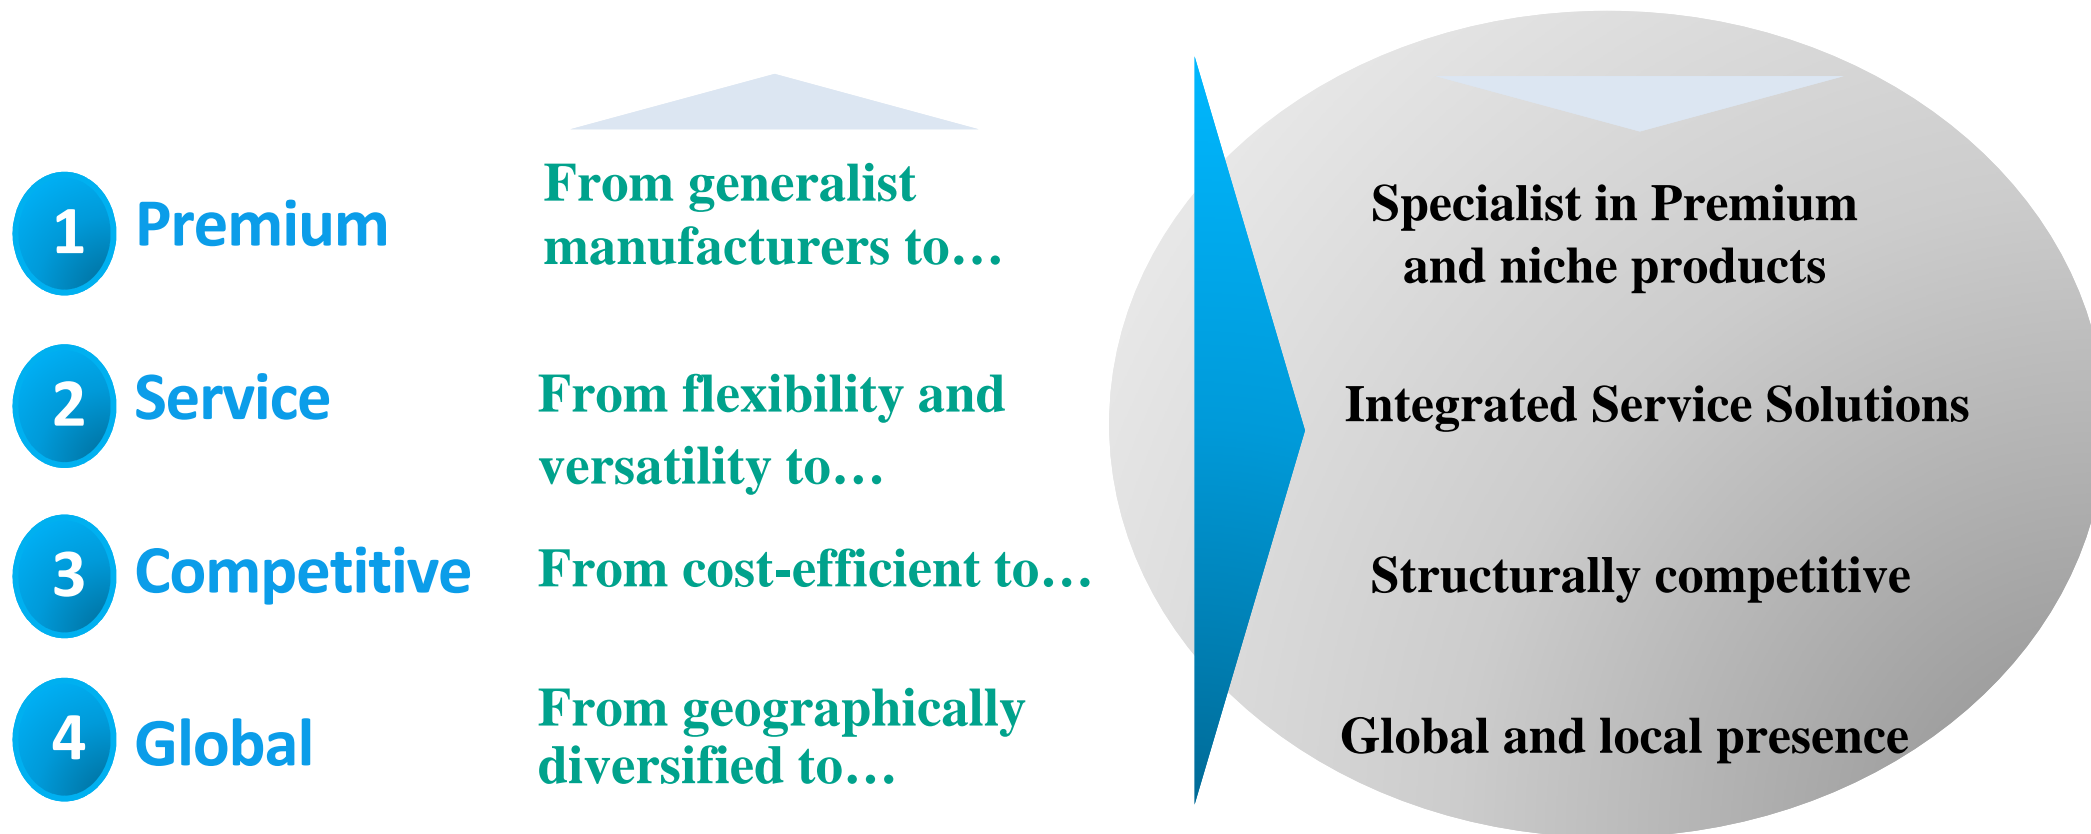 1 Premium
From generalist
manufacturers to…
Specialist in Premium
and niche products
2 Service
From flexibility and
versatility to…
Integrated Service Solutions
3 Competitive
From cost-efficient to…
Structurally competitive
4 Global
From geographically
diversified to…
Global and local presence